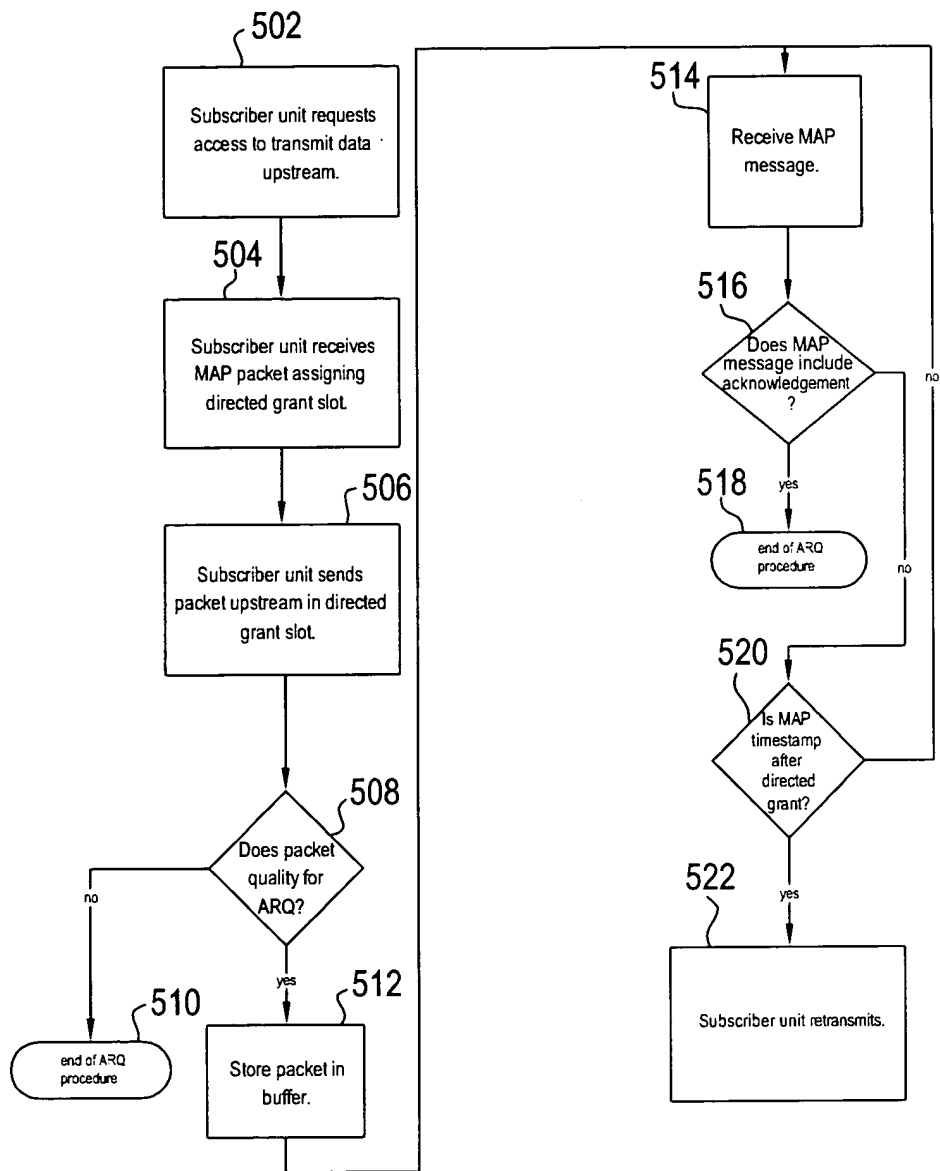 502
Subscriber unit requests
access to transmit data
upstream.
504
Subscriber unit receives
MAP packet assigning
directed grant slot.
506
Subscriber unit sends
packet upstream in directed
grant slot.
508
Does packet
quality for
ARQ?
no
yes
510
end of ARQ
procedure
512
Store packet in
buffer.
514
Receive MAP
message.
516
Does MAP
message include
acknowledgement
?
no
yes
518
end of ARQ
procedure
no
520
Is MAP
timestamp
after
directed
grant?
yes
522
Subscriber unit retransmits.